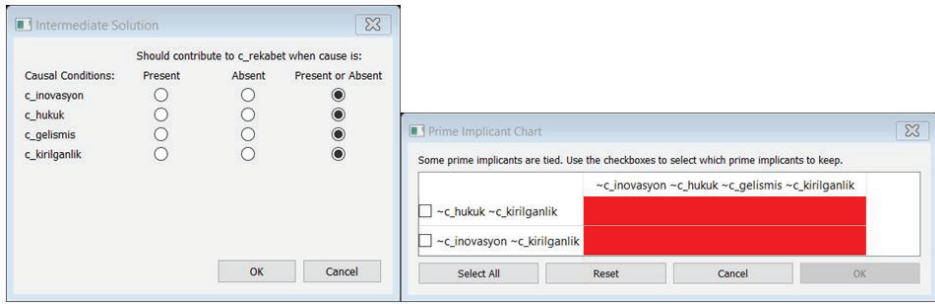 Intermediate Solution
Should contribute to c_rekabet when cause is:
Causal Conditions: Present Absent Present or Absent
c_inovasyon
c_hukuk
c_gelismis
c_kirilganlik
OK Cancel
Prime Implicant Chart
Some prime implicants are tied. Use the checkboxes to select which prime implicants to keep.
~c_inovasyon ~c_hukuk ~c_gelismis ~c_kirilganlik
~c_hukuk ~c_kirilganlik
~c_inovasyon ~c_kirilganlik
Select All Reset Cancel OK